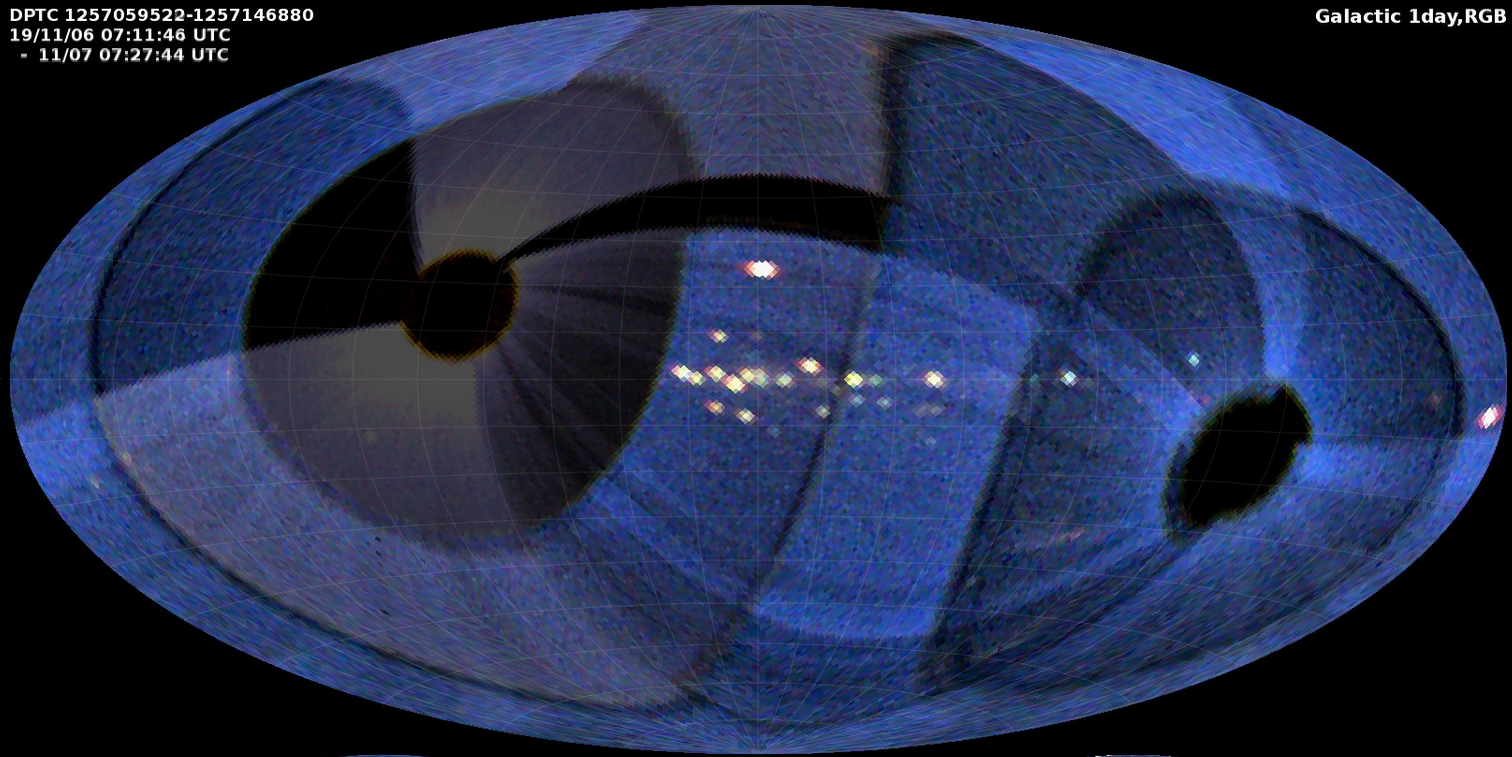 DPTC 1257059522-1257146880
Galactic 1day,RGB
19/11/06 07:11:46 UTC
- 11/07 07:27:44 UTC